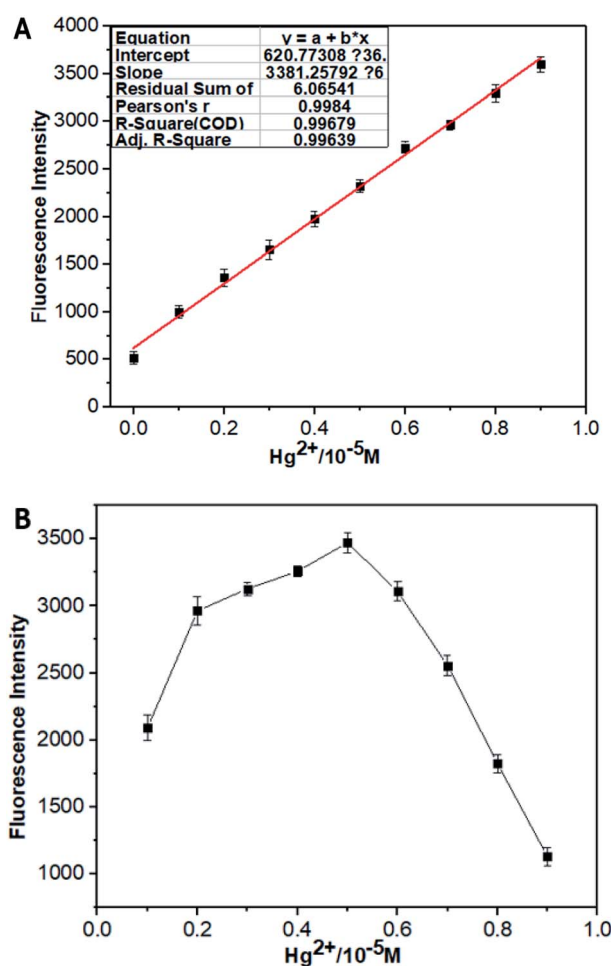 A
Equation y = a + b*x
Intercept 620.77308 ?36.
Slope 3381.25792 ?6
Residual Sum of 6.06541
Pearson's r 0.9984
R-Square(COD) 0.99679
Adj. R-Square 0.99639
4000
3500
3000
2500
2000
1500
1000
500
0
Fluorescence Intensity
0.0 0.2 0.4 0.6 0.8 1.0
Hg2+/10-5M
B
3500
3000
2500
2000
1500
1000
Fluorescence Intensity
0.0 0.2 0.4 0.6 0.8 1.0
Hg2+/10-5M